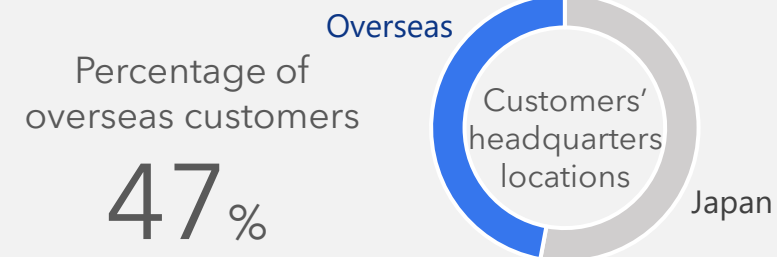 Overseas
Percentage of
overseas customers
47%
Customers’
headquarters
locations
Japan